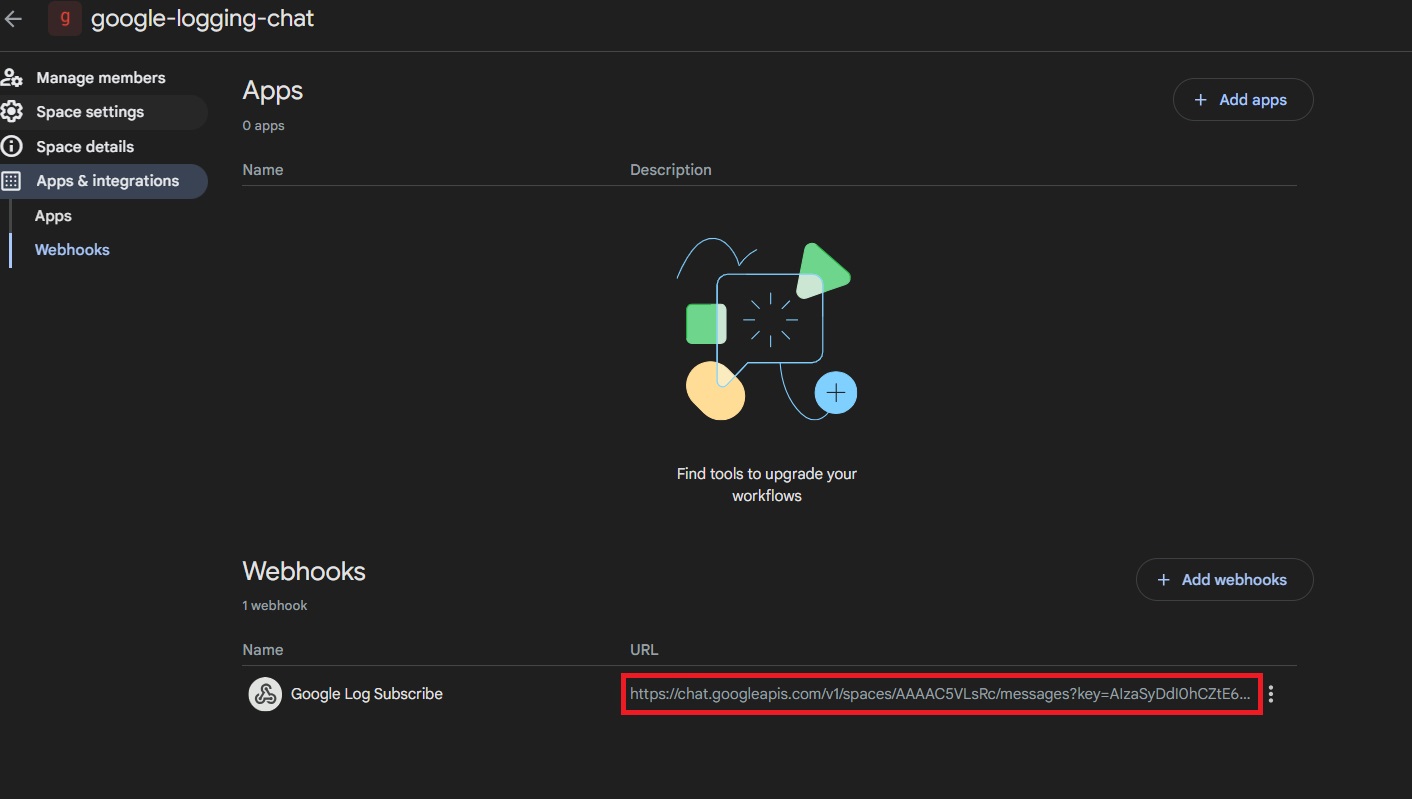 g google-logging-chat
Manage members
Space settings
Space details
Apps & integrations
Apps
Webhooks
Apps
+ Add apps
0 apps
Name Description
Find tools to upgrade your
workflows
Webhooks
+ Add webhooks
1 webhook
Name URL
Google Log Subscribe https://chat.googleapis.com/v1/spaces/AAAAC5VLsRc/messages?key=AIzaSyDdI0hCZtE6...